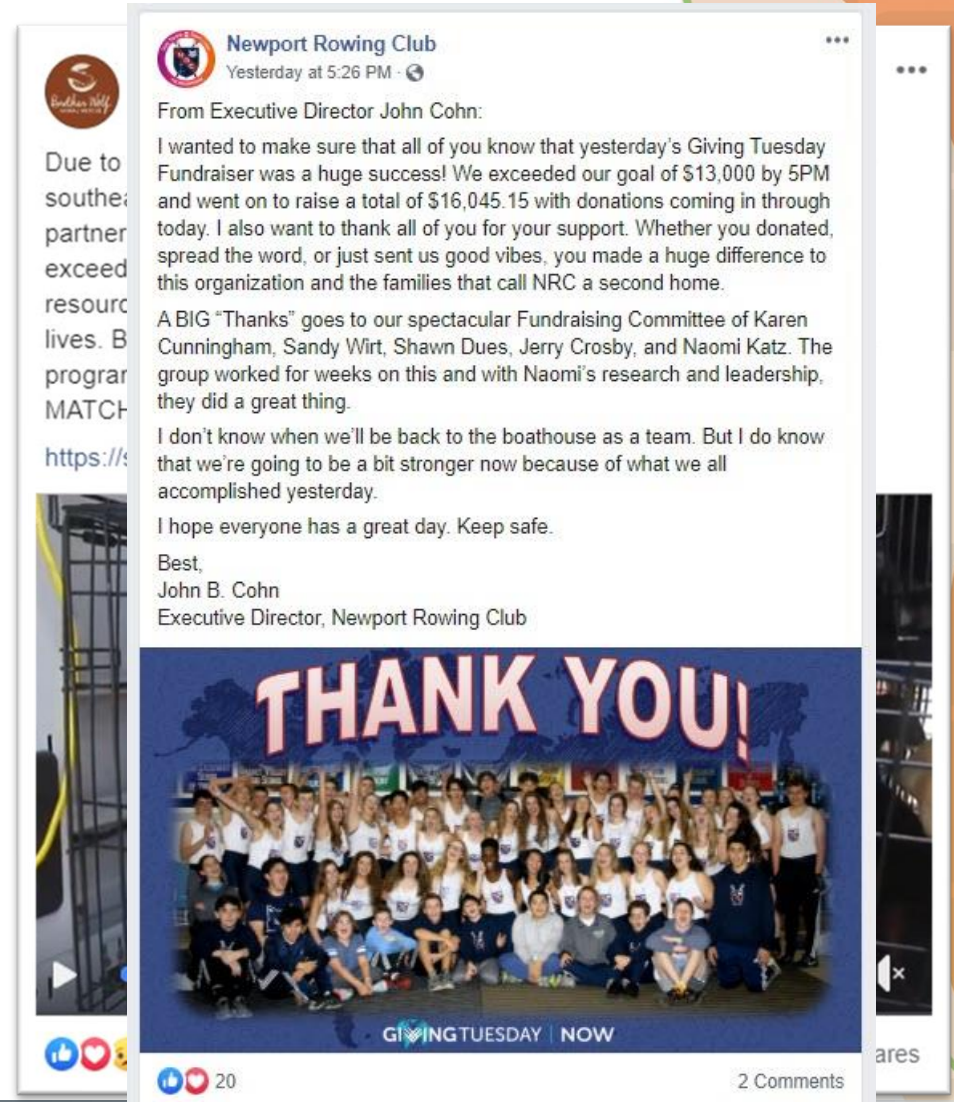 Newport Rowing Club
Yesterday at 5:26 PM ·
From Executive Director John Cohn:
I wanted to make sure that all of you know that yesterday's Giving Tuesday
Fundraiser was a huge success! We exceeded our goal of $13,000 by 5PM
and went on to raise a total of $16,045.15 with donations coming in through
today. I also want to thank all of you for your support. Whether you donated,
spread the word, or just sent us good vibes, you made a huge difference to
this organization and the families that call NRC a second home.
A BIG “Thanks” goes to our spectacular Fundraising Committee of Karen
Cunningham, Sandy Wirt, Shawn Dues, Jerry Crosby, and Naomi Katz. The
group worked for weeks on this and with Naomi's research and leadership,
they did a great thing.
I don't know when we'll be back to the boathouse as a team. But I do know
that we're going to be a bit stronger now because of what we all
accomplished yesterday.
I hope everyone has a great day. Keep safe.
Best,
John B. Cohn
Executive Director, Newport Rowing Club
THANK YOU!
GIVINGTUESDAY | NOW
20
2 Comments
Brother Wolf
Due to
southea
partner
exceed
resourc
lives. B
program
MATCH
https://s
ares